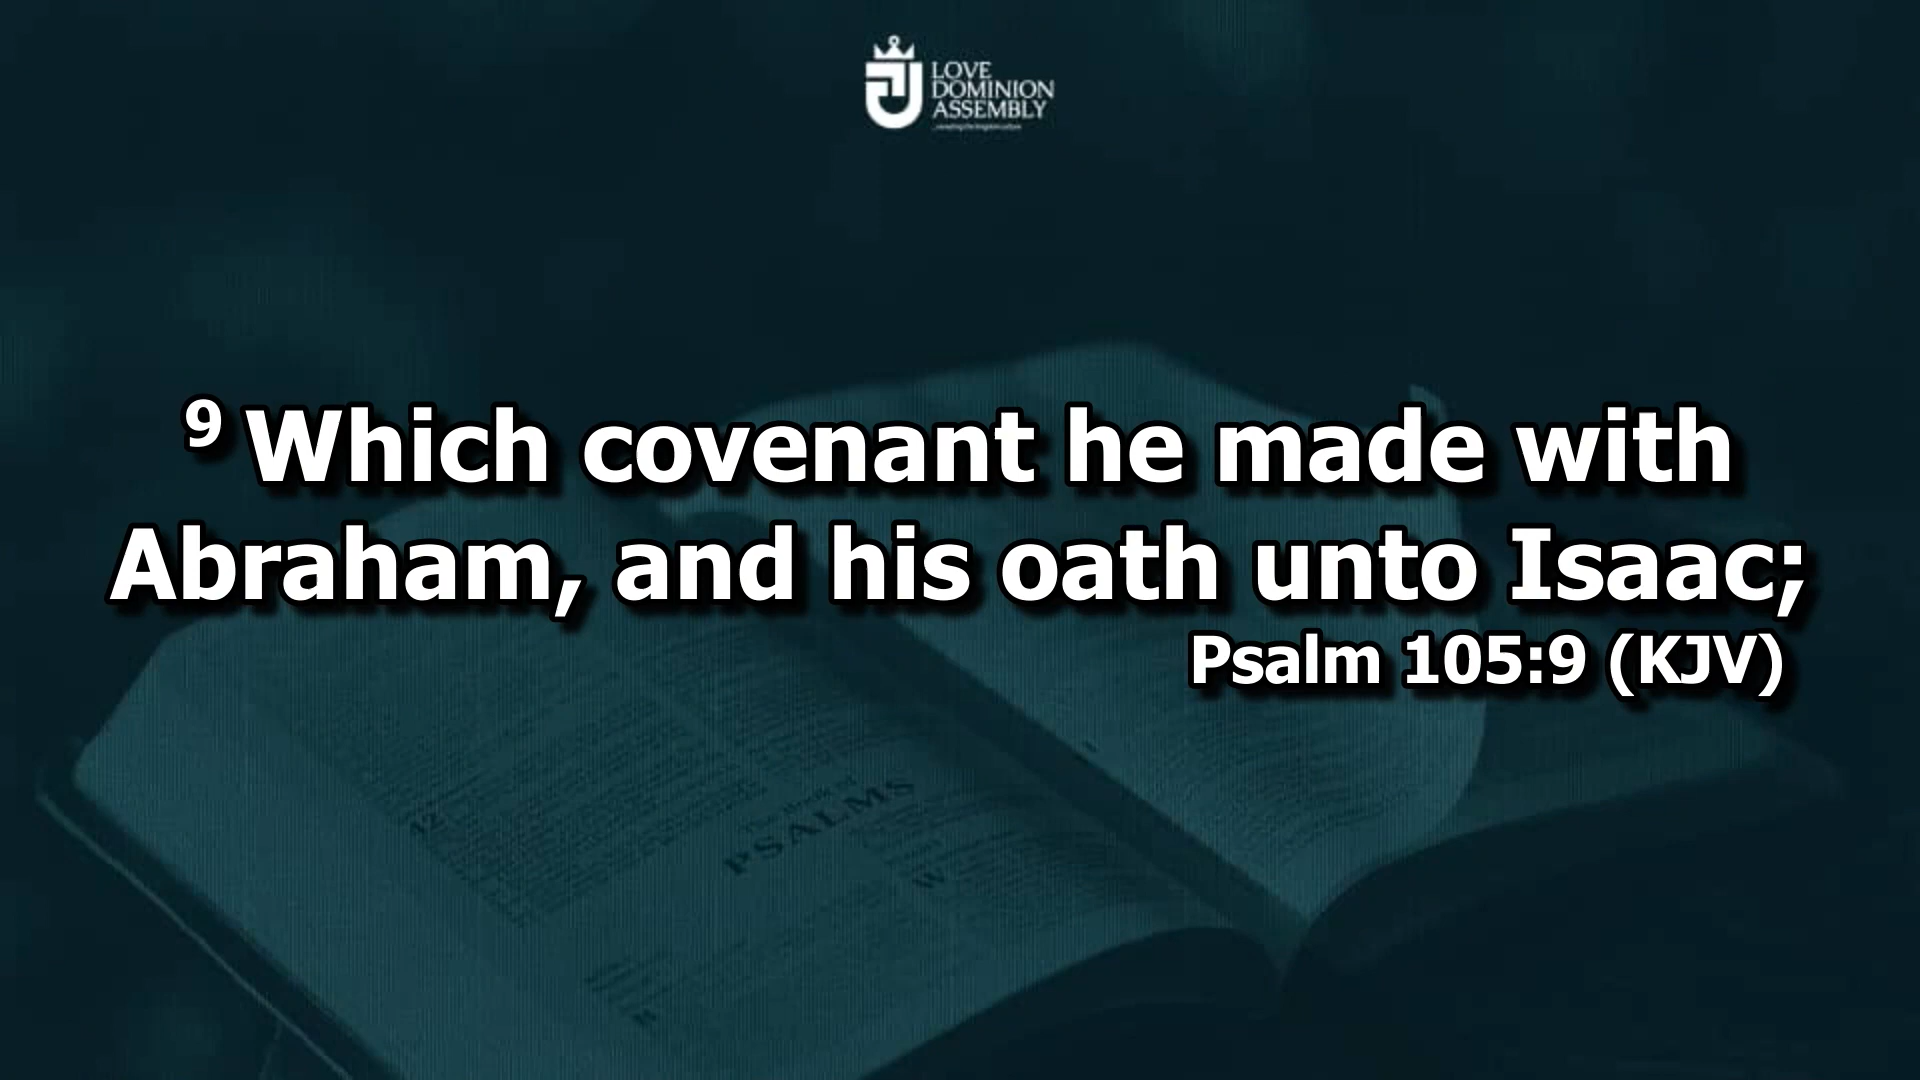 LOVE
DOMINION
ASSEMBLY
9 Which covenant he made with
Abraham, and his oath unto Isaac;
Psalm 105:9 (KJV)
PSALMS
12
W